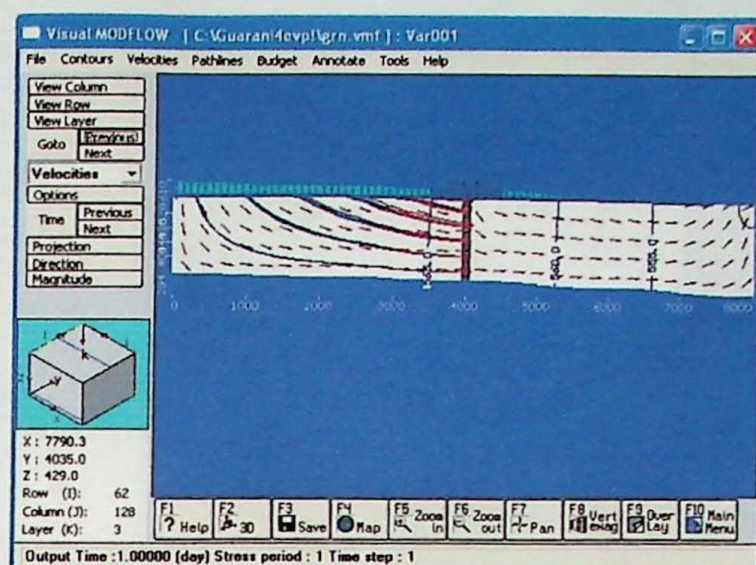 Visual MODFLOW [ C:\Guarani4evp!\grn.vmf ] : Var001
File Contours Velocities Pathlines Budget Annotate Tools Help
View Column
View Row
View Layer
Goto
Previous
Next
Velocities
Options
Time
Previous
Next
Projection
Direction
Magnitude
560.0
555.0
0 1000 2000 3000 4000 5000 6000 7000 8000
X : 7790.3
Y : 4035.0
Z : 429.0
Row (I): 62
Column (J): 128
Layer (K): 3
F1 ? Help
F2 3D
F3 Save
F4 Map
F5 Zoom In
F6 Zoom out
F7 Pan
F8 Vert exag
F9 Over Lay
F10 Main Menu
Output Time :1.00000 (day) Stress period : 1 Time step : 1